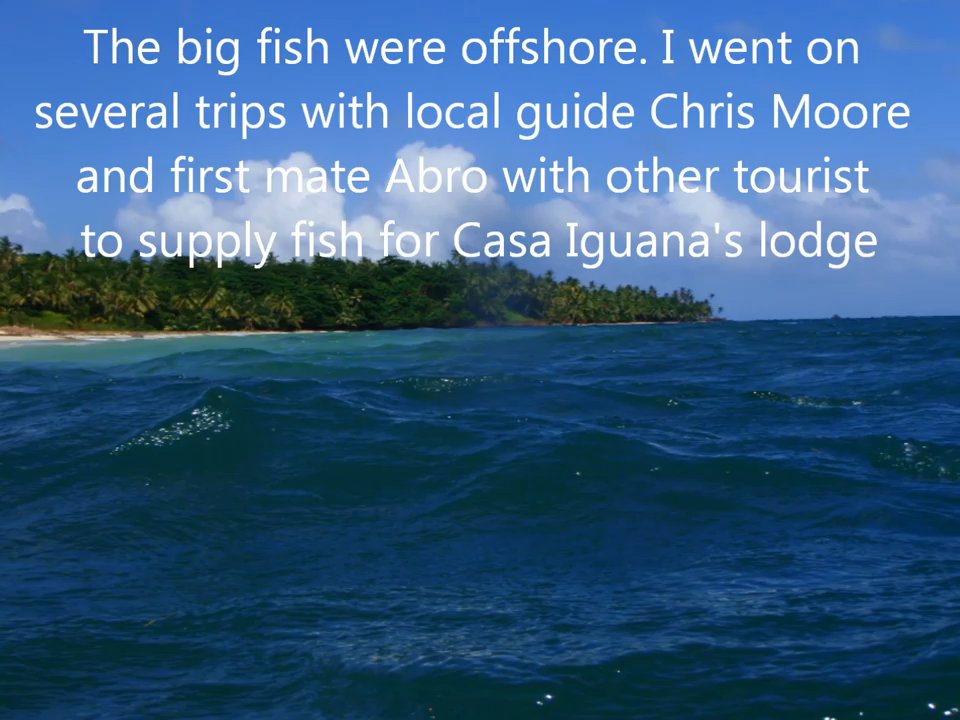 The big fish were offshore. I went on
several trips with local guide Chris Moore
and first mate Abro with other tourist
to supply fish for Casa Iguana's lodge